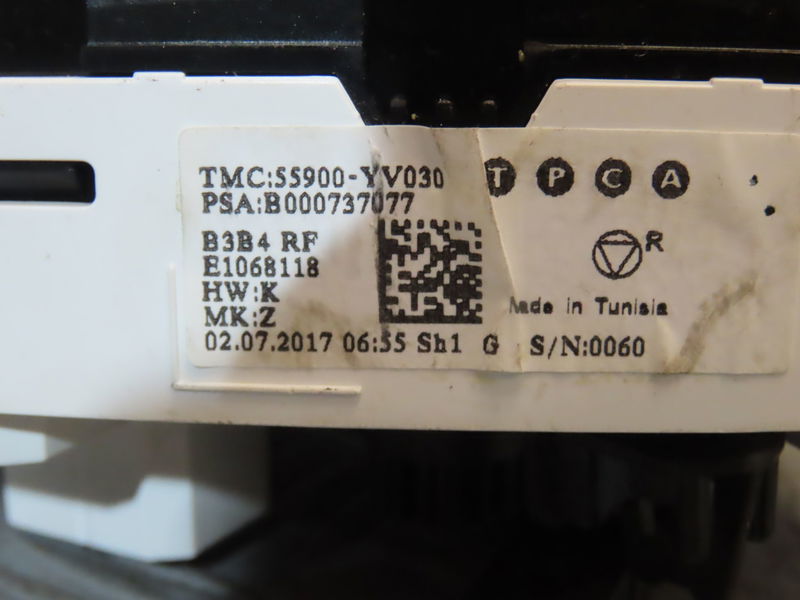 TMC:55900-YV030
T P C A
PSA:B000737077
B3B4 RF
R
E1068118
HW:K
Made in Tunisia
MK:Z
02.07.2017 06:55 Sh1 G S/N:0060